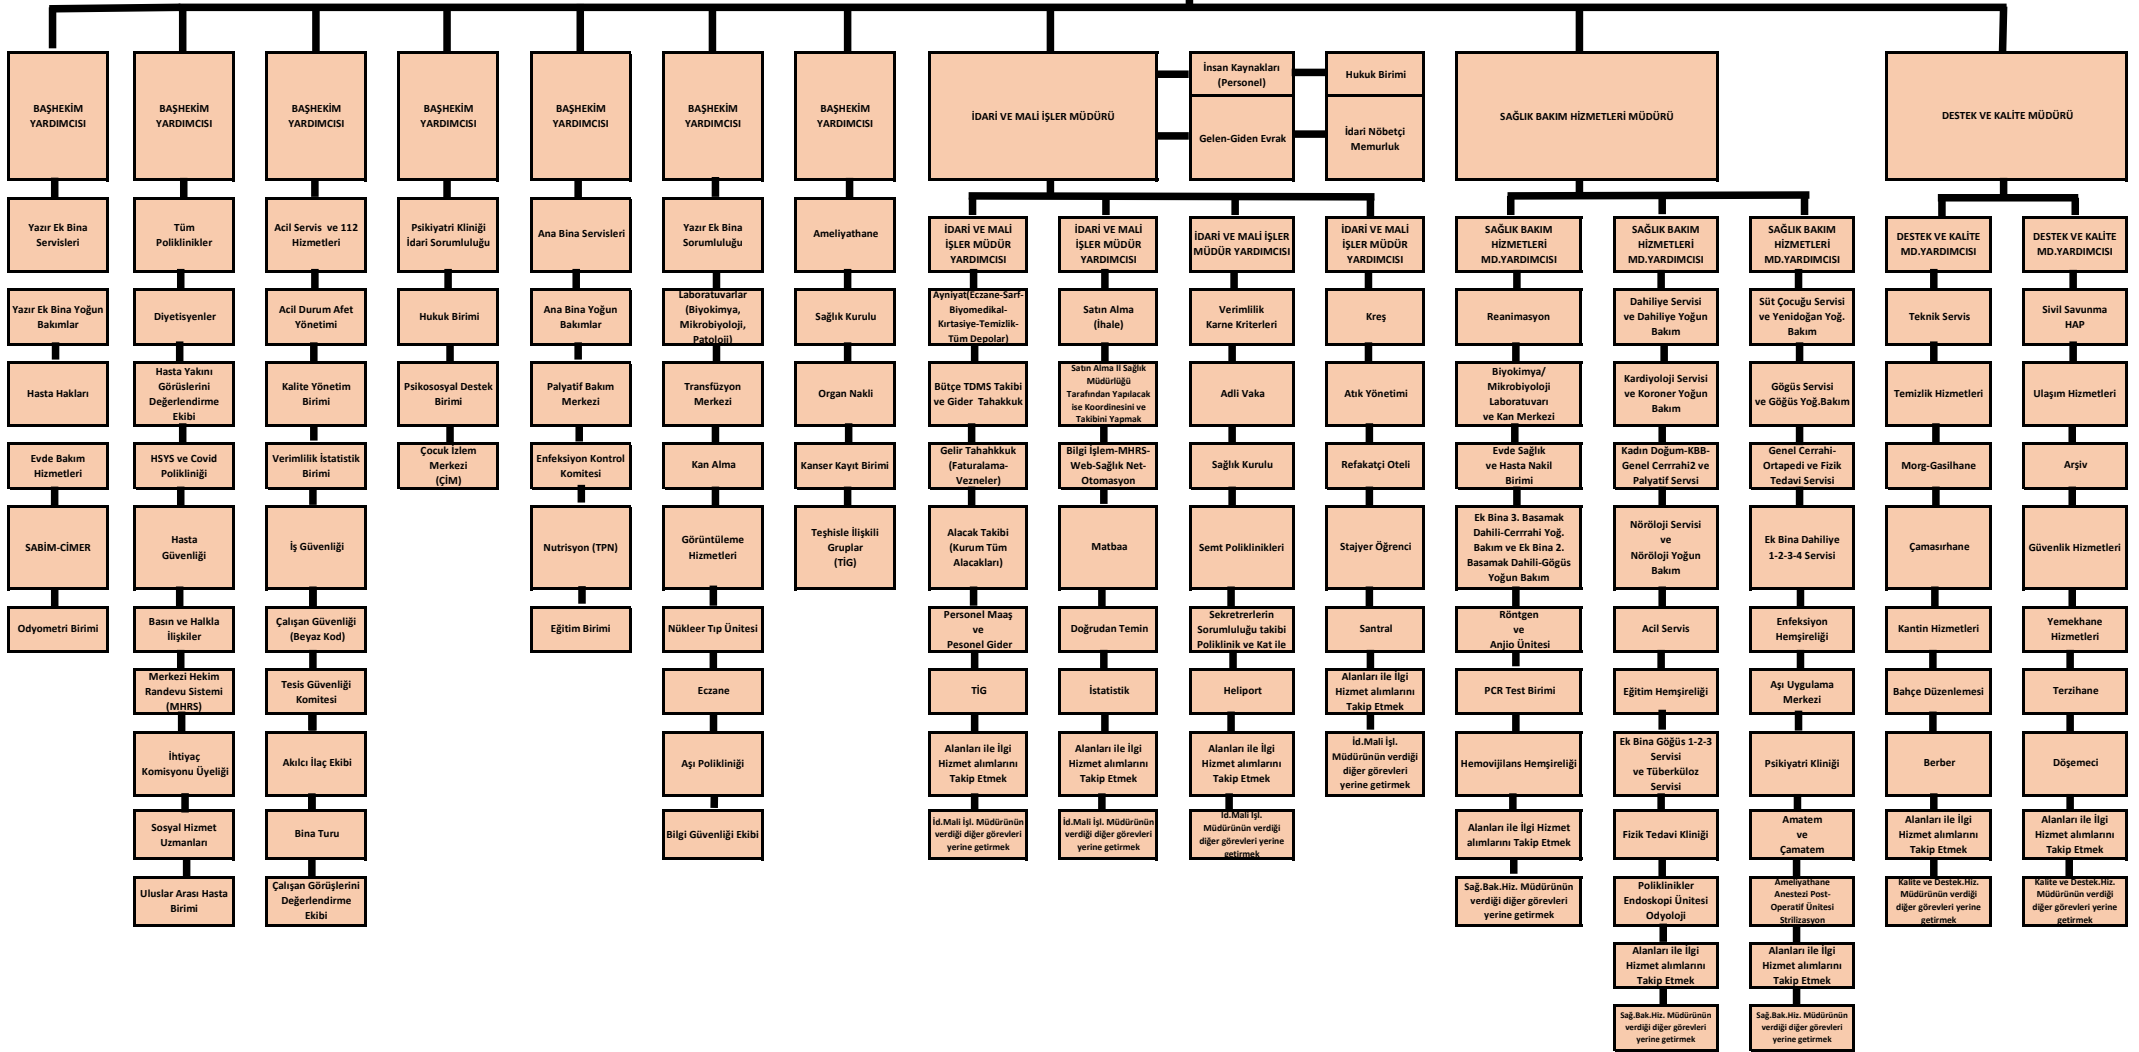 BAŞHEKİM
YARDIMCISI
Yazır Ek Bina
Servisleri
Yazır Ek Bina Yoğun
Bakımlar
Hasta Hakları
Evde Bakım
Hizmetleri
SABİM-CİMER
Odyometri Birimi
BAŞHEKİM
YARDIMCISI
Tüm
Poliklinikler
Diyetisyenler
Hasta Yakını
Görüslerini
Değerlendirme
Ekibi
HSYS ve Covid
Polikliniği
Hasta
Güvenliği
Basın ve Halkla
İlişkiler
Merkezi Hekim
Randevu Sistemi
(MHRS)
İhtiyaç
Komisyonu Üyeliği
Sosyal Hizmet
Uzmanları
Uluslar Arası Hasta
Birimi
BAŞHEKİM
YARDIMCISI
Acil Servis ve 112
Hizmetleri
Acil Durum Afet
Yönetimi
Kalite Yönetim
Birimi
Verimlilik İstatistik
Birimi
İş Güvenliği
Çalışan Güvenliği
(Beyaz Kod)
Tesis Güvenliği
Komitesi
Akılcı İlaç Ekibi
Bina Turu
Çalışan Görüşlerini
Değerlendirme
Ekibi
BAŞHEKİM
YARDIMCISI
Psikiyatri Kliniği
İdari Sorumluluğu
Hukuk Birimi
Psikososyal Destek
Birimi
Çocuk İzlem
Merkezi
(ÇİM)
BAŞHEKİM
YARDIMCISI
Ana Bina Servisleri
Ana Bina Yoğun
Bakımlar
Palyatif Bakım
Merkezi
Enfeksiyon Kontrol
Komitesi
Nutrisyon (TPN)
Eğitim Birimi
BAŞHEKİM
YARDIMCISI
Yazır Ek Bina
Sorumluluğu
Laboratuvarlar
(Biyokimya,
Mikrobiyoloji,
Patoloji)
Transfüzyon
Merkezi
Kan Alma
Görüntüleme
Hizmetleri
Nükleer Tıp Ünitesi
Eczane
Aşı Polikliniği
Bilgi Güvenliği Ekibi
BAŞHEKİM
YARDIMCISI
Ameliyathane
Sağlık Kurulu
Organ Nakli
Kanser Kayıt Birimi
Teşhisle İlişkili
Gruplar
(TİG)
İDARİ VE MALİ İŞLER MÜDÜRÜ
İnsan Kaynakları
(Personel)
Hukuk Birimi
Gelen-Giden Evrak
İdari Nöbetçi
Memurluk
İDARİ VE MALİ
İŞLER MÜDÜR
YARDIMCISI
Ayniyat(Eczane-Sarf-
Biyomedikal-
Kırtasiye-Temizlik-
Tüm Depolar)
Bütçe TDMS Takibi
ve Gider Tahakkuk
Gelir Tahahkkuk
(Faturalama-
Vezneler)
Alacak Takibi
(Kurum Tüm
Alacakları)
Personel Maaş
ve
Pesonel Gider
TİG
Alanları ile İlgi
Hizmet alımlarını
Takip Etmek
İd.Mali İşl. Müdürünün
verdiği diğer görevleri
yerine getirmek
İDARİ VE MALİ
İŞLER MÜDÜR
YARDIMCISI
Satın Alma
(İhale)
Satın Alma İl Sağlık
Müdürlüğü
Tarafından Yapılacak
ise Koordinesini ve
Takibini Yapmak
Bilgi İşlem-MHRS-
Web-Sağlık Net-
Otomasyon
Matbaa
Doğrudan Temin
İstatistik
Alanları ile İlgi
Hizmet alımlarını
Takip Etmek
İd.Mali İşl. Müdürünün
verdiği diğer görevleri
yerine getirmek
İDARİ VE MALİ İŞLER
MÜDÜR YARDIMCISI
Verimlilik
Karne Kriterleri
Adli Vaka
Sağlık Kurulu
Semt Poliklinikleri
Sekretrerlerin
Sorumluluğu takibi
Poliklinik ve Kat ile
Heliport
Alanları ile İlgi
Hizmet alımlarını
Takip Etmek
İd.Mali İşl.
Müdürünün verdiği
diğer görevleri yerine
getirmek
İDARİ VE MALİ
İŞLER MÜDÜR
YARDIMCISI
Kreş
Atık Yönetimi
Refakatçi Oteli
Stajyer Öğrenci
Santral
Alanları ile İlgi
Hizmet alımlarını
Takip Etmek
İd.Mali İşl.
Müdürünün verdiği
diğer görevleri
yerine getirmek
SAĞLIK BAKIM HİZMETLERİ MÜDÜRÜ
SAĞLIK BAKIM
HİZMETLERİ
MD.YARDIMCISI
Reanimasyon
Biyokimya/
Mikrobiyoloji
Laboratuvarı
ve Kan Merkezi
Evde Sağlık
ve Hasta Nakil
Birimi
Ek Bina 3. Basamak
Dahili-Cerrrahi Yoğ.
Bakım ve Ek Bina 2.
Basamak Dahili-Gögüs
Yoğun Bakım
Röntgen
ve
Anjio Ünitesi
PCR Test Birimi
Hemovijilans Hemşireliği
Alanları ile İlgi Hizmet
alımlarını Takip Etmek
Sağ.Bak.Hiz. Müdürünün
verdiği diğer görevleri
yerine getirmek
SAĞLIK BAKIM
HİZMETLERİ
MD.YARDIMCISI
Dahiliye Servisi
ve Dahiliye Yoğun
Bakım
Kardiyoloji Servisi
ve Koroner Yoğun
Bakım
Kadın Doğum-KBB-
Genel Cerrrahi2 ve
Palyatif Servsi
Nöröloji Servisi
ve
Nöröloji Yoğun
Bakım
Acil Servis
Eğitim Hemşireliği
Ek Bina Göğüs 1-2-3
Servisi
ve Tüberküloz
Servisi
Fizik Tedavi Kliniği
Poliklinikler
Endoskopi Ünitesi
Odyoloji
Alanları ile İlgi
Hizmet alımlarını
Takip Etmek
Sağ.Bak.Hiz. Müdürünün
verdiği diğer görevleri
yerine getirmek
SAĞLIK BAKIM
HİZMETLERİ
MD.YARDIMCISI
Süt Çocuğu Servisi
ve Yenidoğan Yoğ.
Bakım
Gögüs Servisi
ve Göğüs Yoğ.Bakım
Genel Cerrahi-
Ortapedi ve Fizik
Tedavi Servisi
Ek Bina Dahiliye
1-2-3-4 Servisi
Enfeksiyon
Hemşireliği
Aşı Uygulama
Merkezi
Psikiyatri Kliniği
Amatem
ve
Çamatem
Ameliyathane
Anestezi Post-
Operatif Ünitesi
Strilizasyon
Alanları ile İlgi
Hizmet alımlarını
Takip Etmek
Sağ.Bak.Hiz. Müdürünün
verdiği diğer görevleri
yerine getirmek
DESTEK VE KALİTE MÜDÜRÜ
DESTEK VE KALİTE
MD.YARDIMCISI
Teknik Servis
Temizlik Hizmetleri
Morg-Gasilhane
Çamasırhane
Kantin Hizmetleri
Bahçe Düzenlemesi
Berber
Alanları ile İlgi
Hizmet alımlarını
Takip Etmek
Kalite ve Destek.Hiz.
Müdürünün verdiği
diğer görevleri yerine
getirmek
DESTEK VE KALİTE
MD.YARDIMCISI
Sivil Savunma
HAP
Ulaşım Hizmetleri
Arşiv
Güvenlik Hizmetleri
Yemekhane
Hizmetleri
Terzihane
Döşemeci
Alanları ile İlgi
Hizmet alımlarını
Takip Etmek
Kalite ve Destek.Hiz.
Müdürünün verdiği
diğer görevleri yerine
getirmek